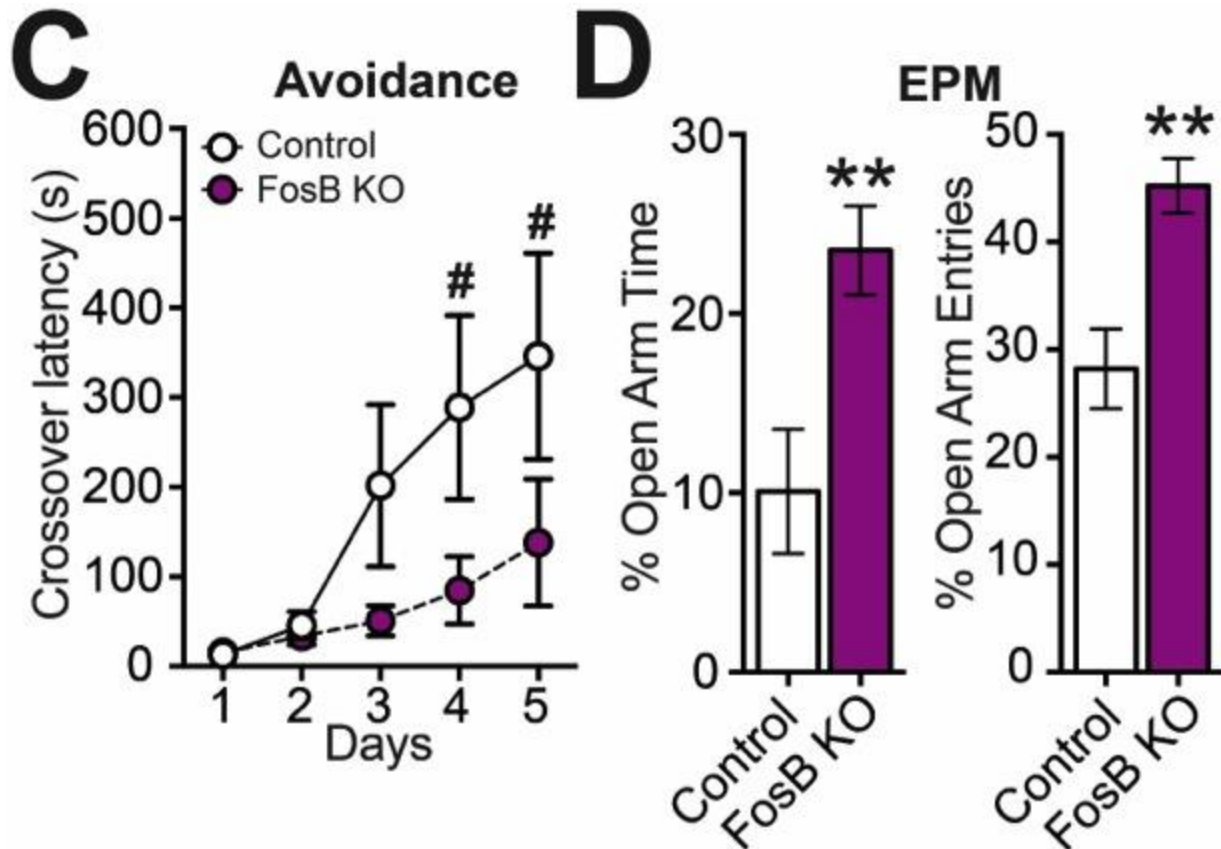 C
Avoidance
Crossover latency (s)
600
500
400
300
200
100
0
Control
FosB KO
#
#
1 2 3 4 5
Days
D
EPM
% Open Arm Time
30
20
10
0
**
Control
FosB KO
% Open Arm Entries
50
40
30
20
10
0
**
Control
FosB KO